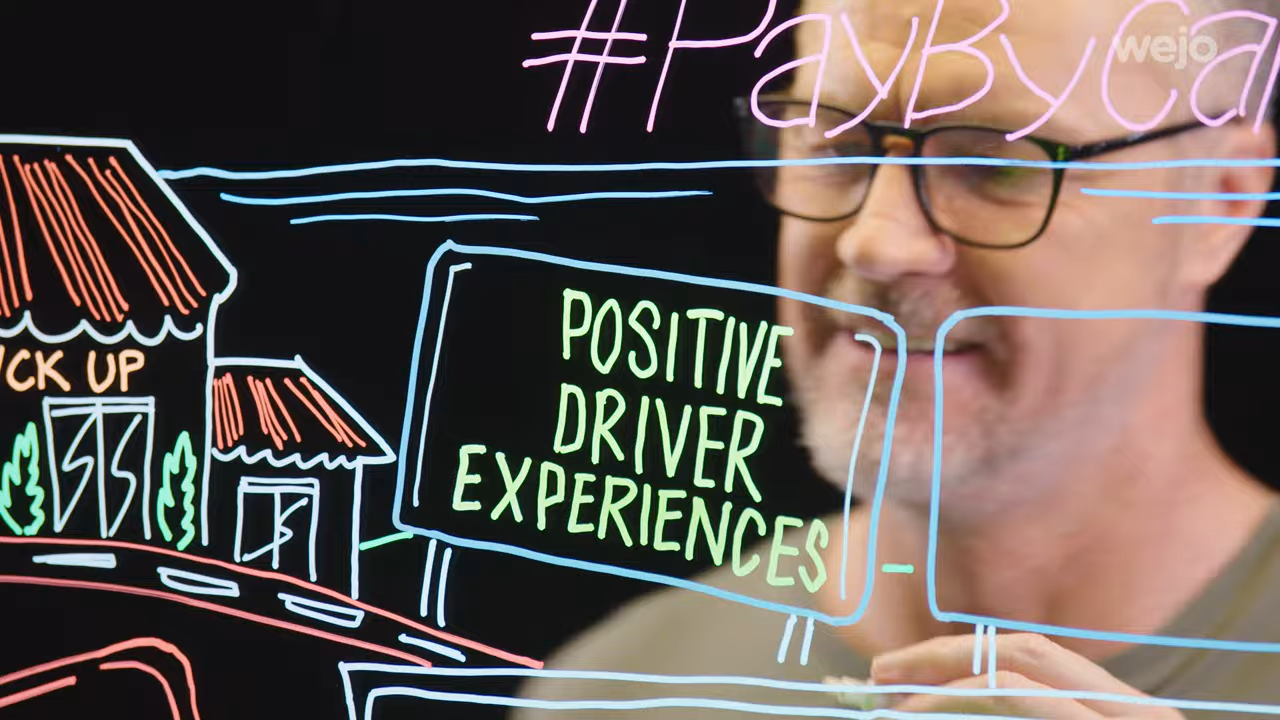 #PayByCa
wejo
CK UP
POSITIVE
DRIVER
EXPERIENCES